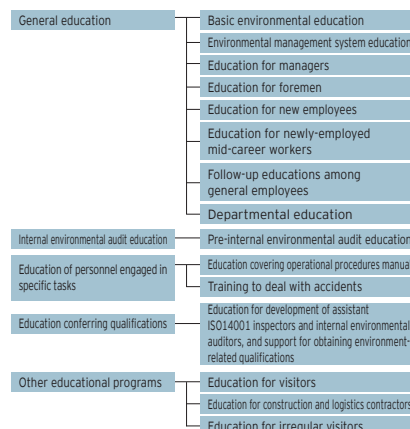 General education
Basic environmental education
Environmental management system education
Education for managers
Education for foremen
Education for new employees
Education for newly-employed
mid-career workers
Follow-up educations among
general employees
Departmental education
Internal environmental audit education
Pre-internal environmental audit education
Education of personnel engaged in
specific tasks
Education covering operational procedures manual
Training to deal with accidents
Education conferring qualifications
Education for development of assistant
ISO14001 inspectors and internal environmental
auditors, and support for obtaining environment-
related qualifications
Other educational programs
Education for visitors
Education for construction and logistics contractors
Education for irregular visitors